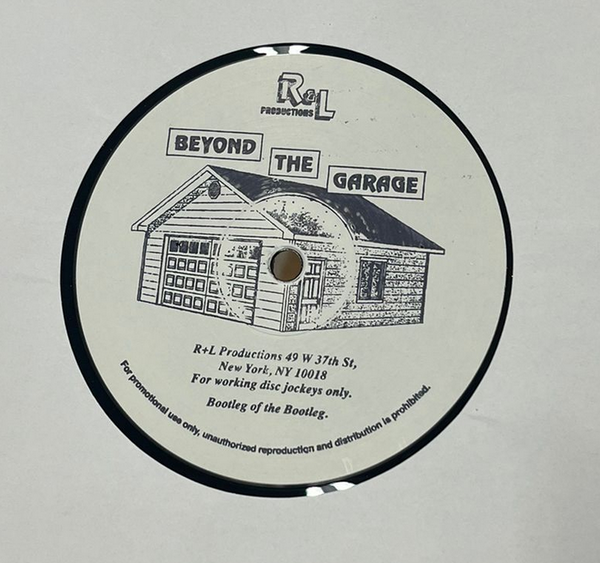 R&L
PRODUCTIONS
BEYOND
THE
GARAGE
R+L Productions 49 W 37th St,
New York, NY 10018
For working disc jockeys only.
Bootleg of the Bootleg.
For promotional use only, unauthorized reproduction and distribution is prohibited.